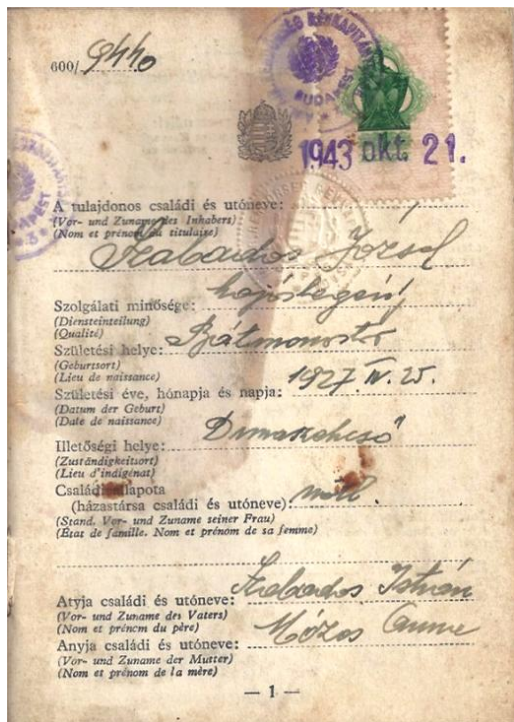 600/9440
BUDAPEST
1943 okt. 21.
A tulajdonos családi és utóneve:
(Vor- und Zuname des Inhabers)
(Nom et prénom du titulaire)
Szabados József
Szolgálati minősége: hajóslegény
(Diensteinteilung)
(Qualité)
Születési helye: Bátmonostor
(Geburtsort)
(Lieu de naissance)
Születési éve, hónapja és napja: 1927. IV. 25.
(Datum der Geburt)
(Date de naissance)
Illetőségi helye:
(Zuständigkeitsort)
(Lieu d'indigénat)
Családi állapota
(házastársa családi és utóneve):
(Stand. Vor- und Zuname seiner Frau)
(État de famille. Nom et prénom de sa femme)
Atyja családi és utóneve: Szabados István
(Vor- und Zuname des Vaters)
(Nom et prénom du père)
Anyja családi és utóneve: Mózes
(Vor- und Zuname der Mutter)
(Nom et prénom de la mère)
— 1 —